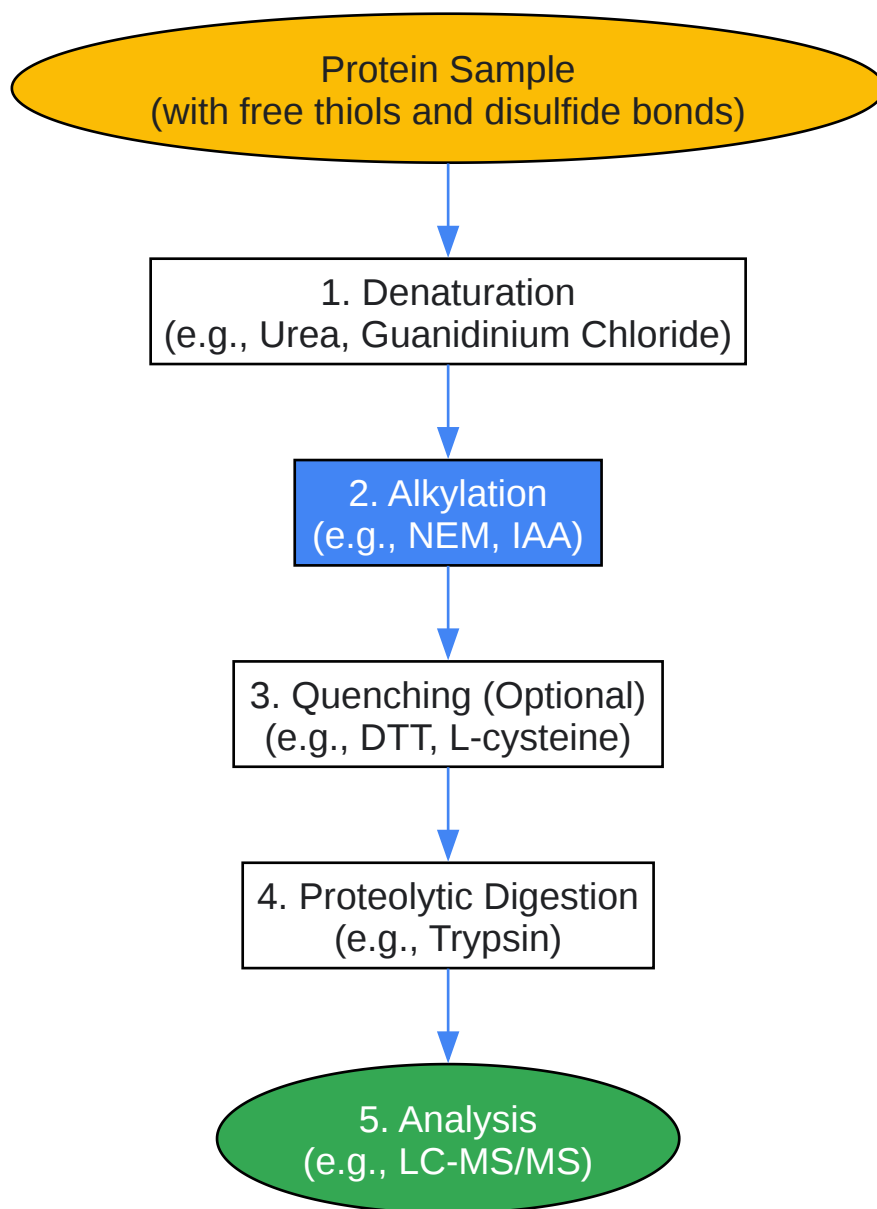 Protein Sample
(with free thiols and disulfide bonds)
1. Denaturation
(e.g., Urea, Guanidinium Chloride)
2. Alkylation
(e.g., NEM, IAA)
3. Quenching (Optional)
(e.g., DTT, L-cysteine)
4. Proteolytic Digestion
(e.g., Trypsin)
5. Analysis
(e.g., LC-MS/MS)